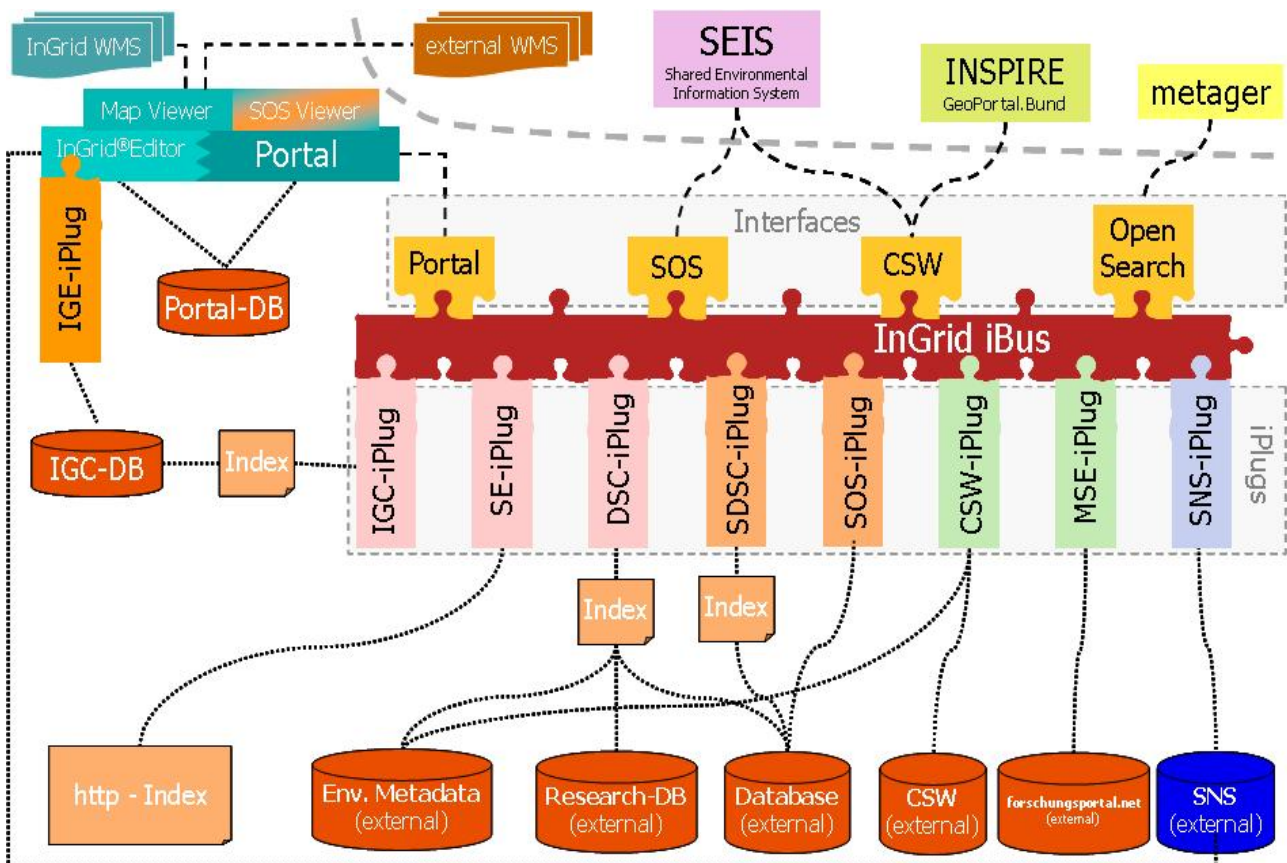 InGrid WMS
external WMS
SEIS
Shared Environmental
Information System
INSPIRE
GeoPortal.Bund
metager
Map Viewer
SOS Viewer
InGrid®Editor
Portal
IGE-iPlug
Portal-DB
Interfaces
Portal
SOS
CSW
Open
Search
InGrid iBus
IGC-DB
Index
IGC-iPlug
SE-iPlug
DSC-iPlug
SDSC-iPlug
SOS-iPlug
CSW-iPlug
MSE-iPlug
SNS-iPlug
iPlugs
Index
Index
http - Index
Env. Metadata
(external)
Research-DB
(external)
Database
(external)
CSW
(external)
forschungsportal.net
(external)
SNS
(external)